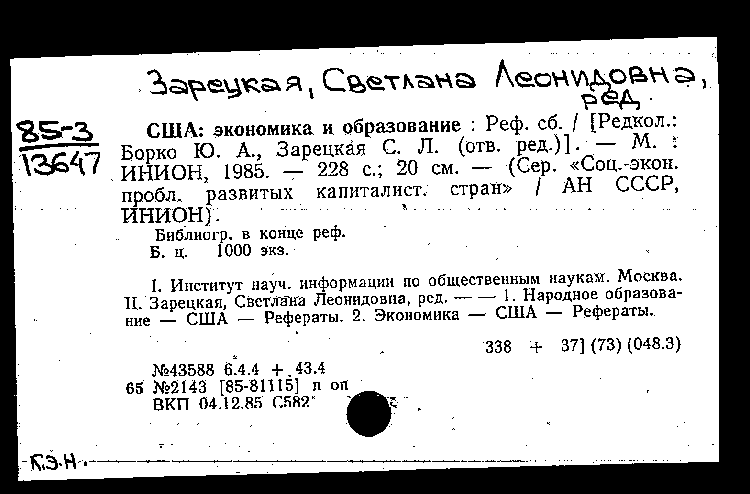 Зарецкая, Светлана Леонидовна,
ред.
85-3
13647
США: экономика и образование : Реф. сб. / [Редкол.:
Борко Ю. А., Зарецкая С. Л. (отв. ред.)]. — М. :
ИНИОН, 1985. — 228 с.; 20 см. — (Сер. «Соц.-экон.
пробл. развитых капиталист. стран» / АН СССР,
ИНИОН).
Библиогр. в конце реф.
Б. ц. 1000 экз.
I. Институт науч. информации по общественным наукам. Москва.
II. Зарецкая, Светлана Леонидовна, ред. — — 1. Народное образова-
ние — США — Рефераты. 2. Экономика — США — Рефераты.
338 + 37] (73) (048.3)
№43588 6.4.4 + 43.4
65 №2143 [85-81115] п оп
ВКП 04.12.85 С582
К.Э.Н.